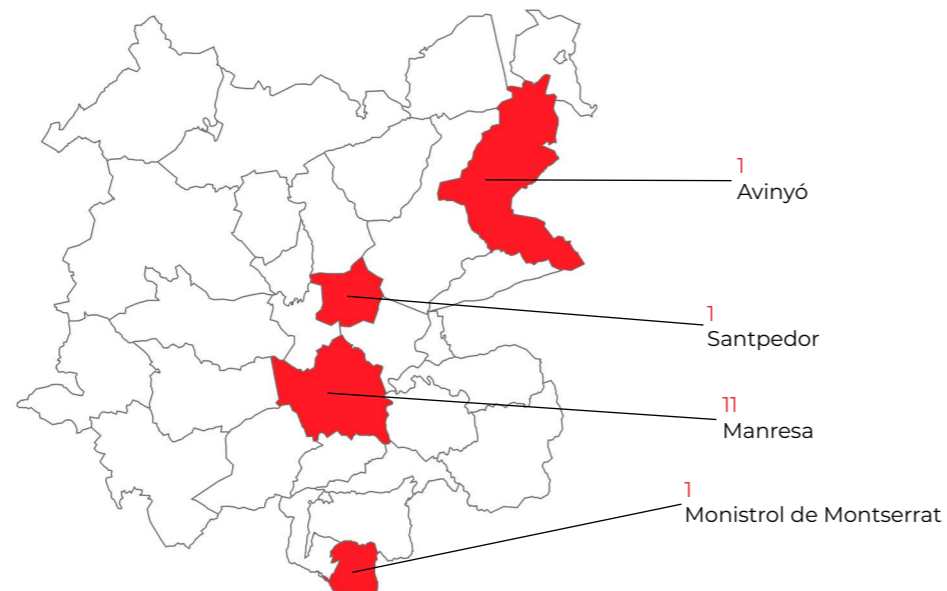 1
Avinyó
1
Santpedor
11
Manresa
1
Monistrol de Montserrat